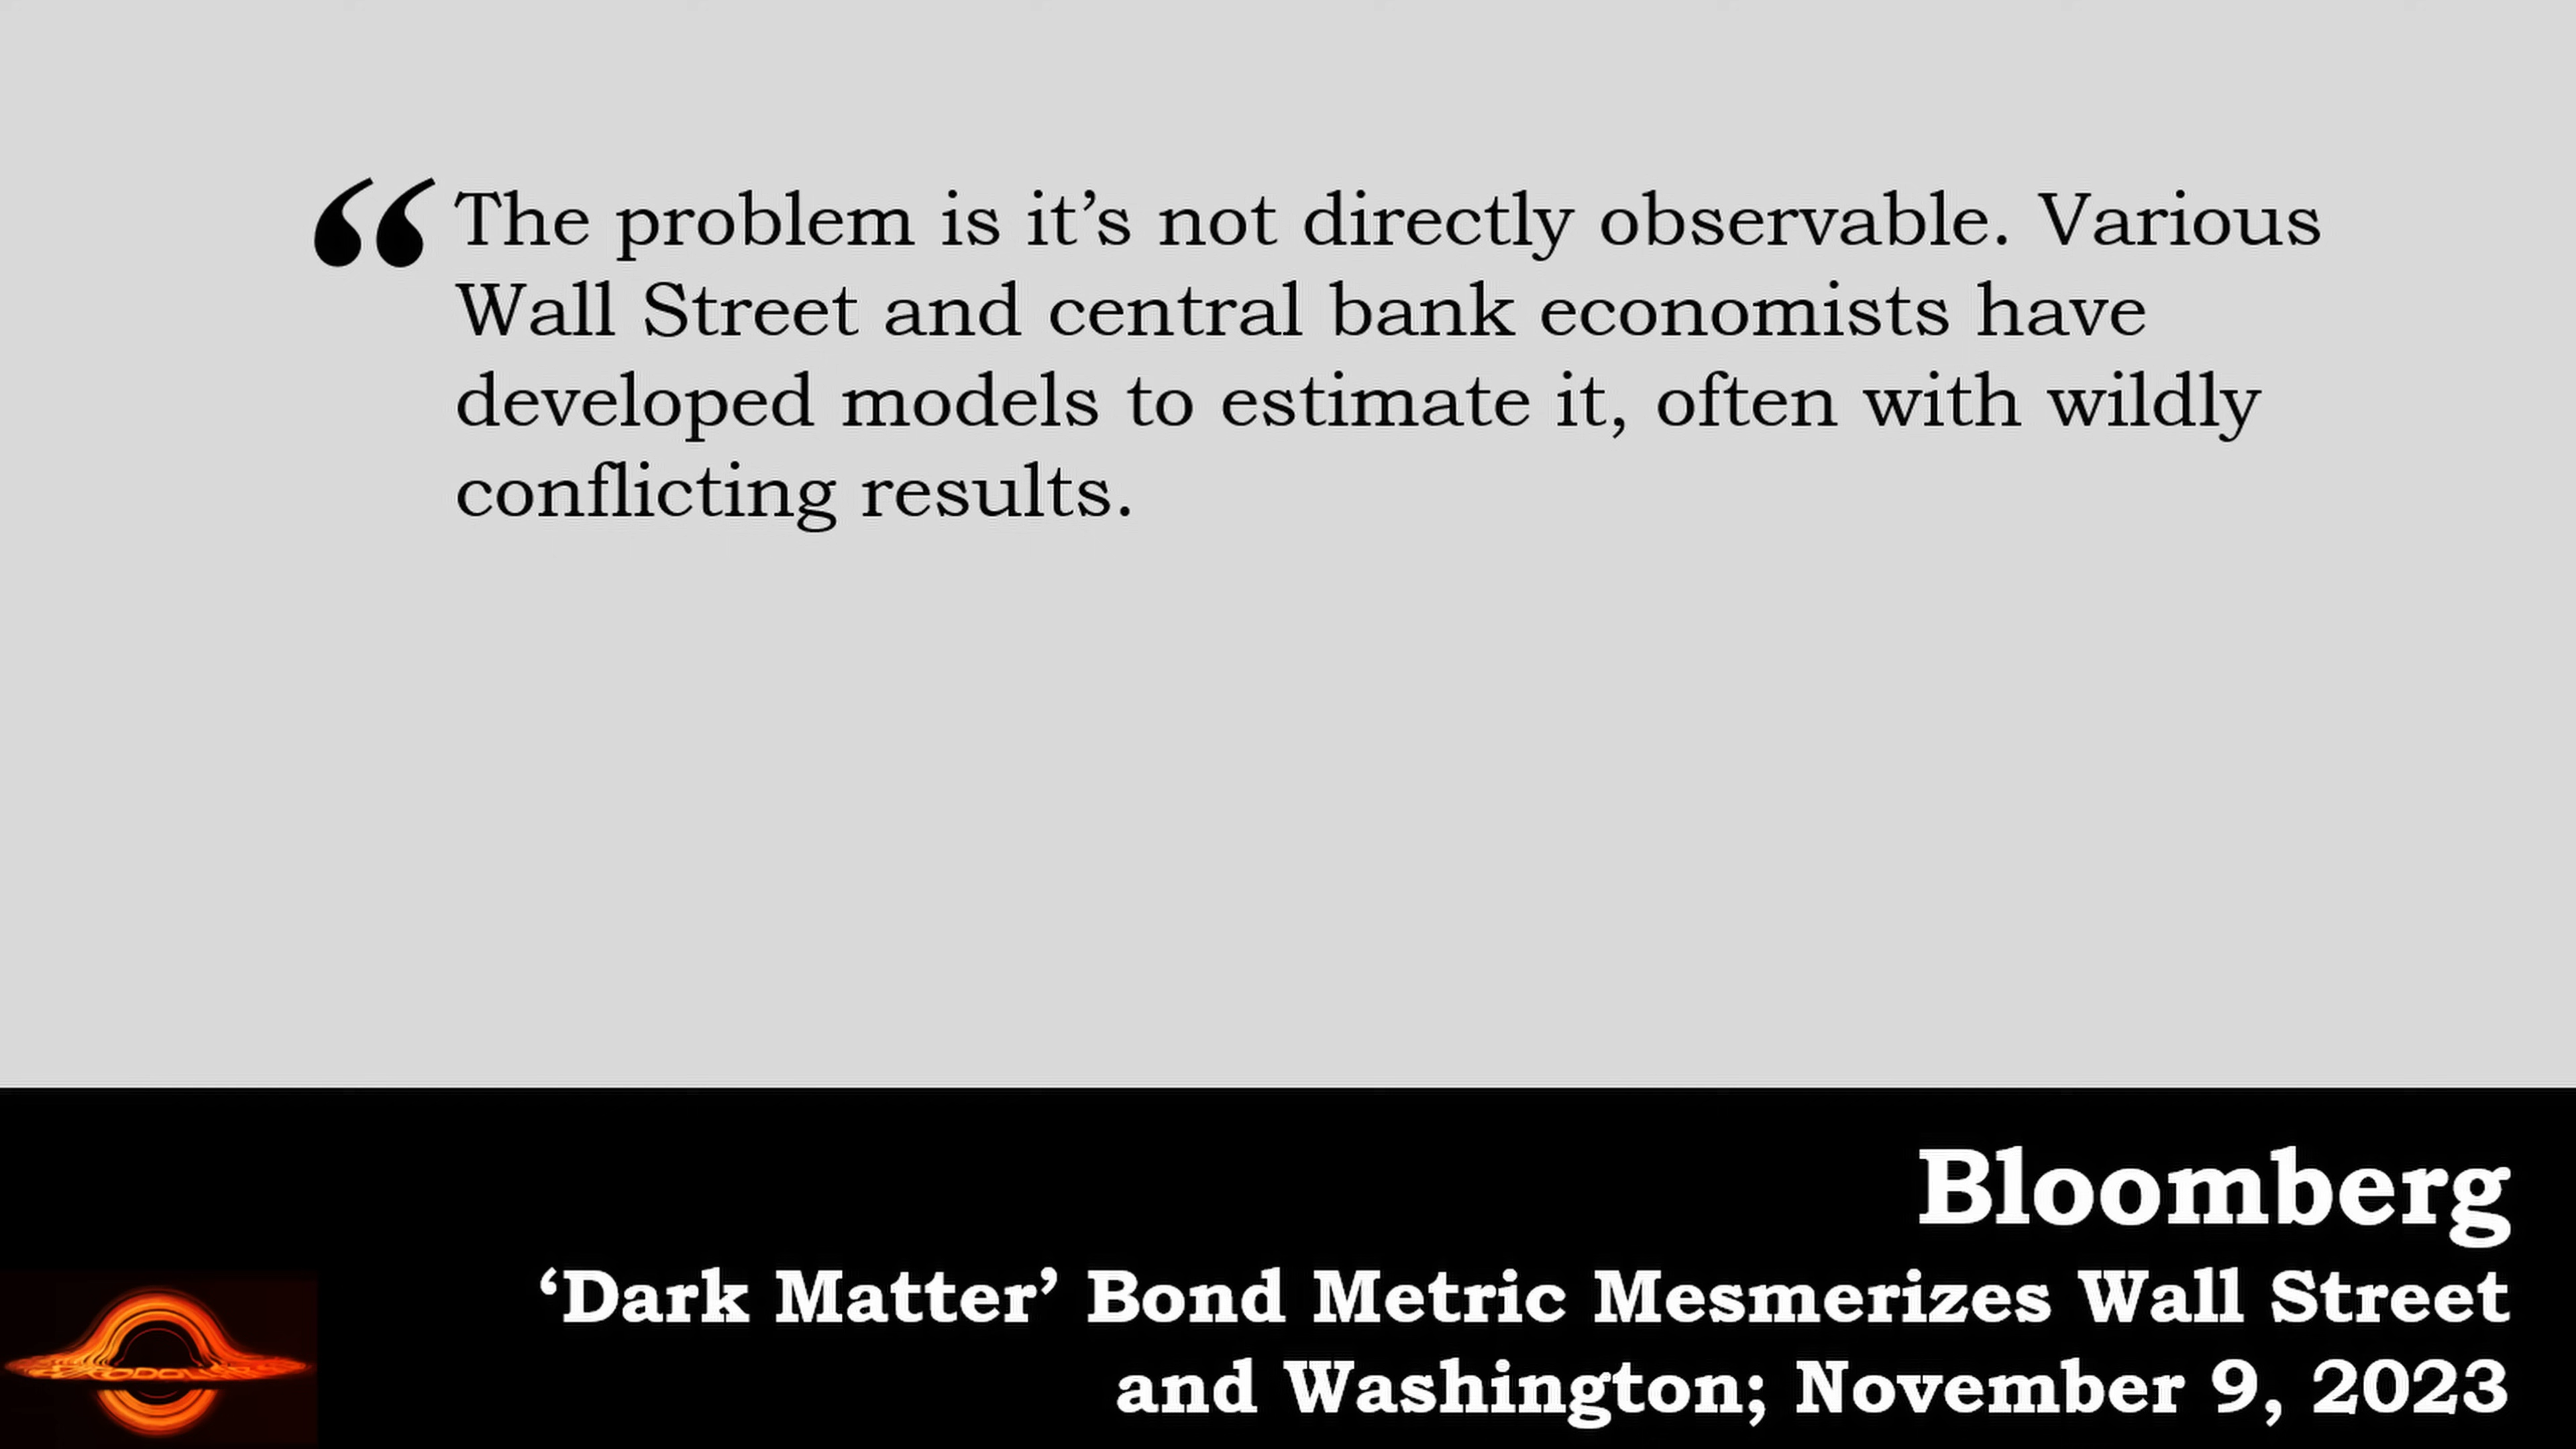 “The problem is it’s not directly observable. Various
Wall Street and central bank economists have
developed models to estimate it, often with wildly
conflicting results.
Bloomberg
‘Dark Matter’ Bond Metric Mesmerizes Wall Street
and Washington; November 9, 2023